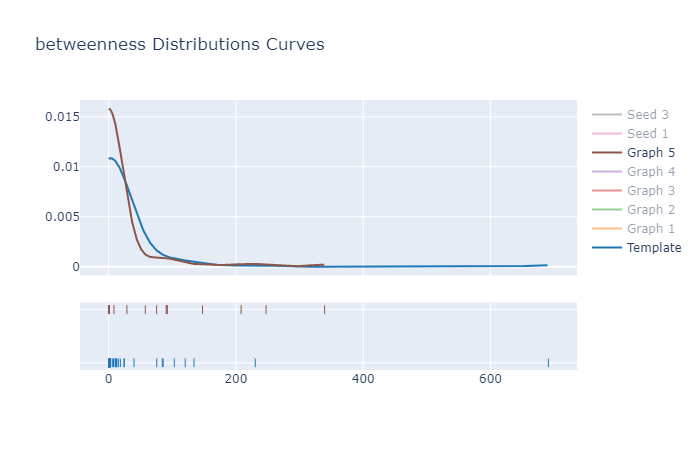 betweenness Distributions Curves
0.015
0.01
0.005
0
Seed 3
Seed 1
Graph 5
Graph 4
Graph 3
Graph 2
Graph 1
Template
0 200 400 600